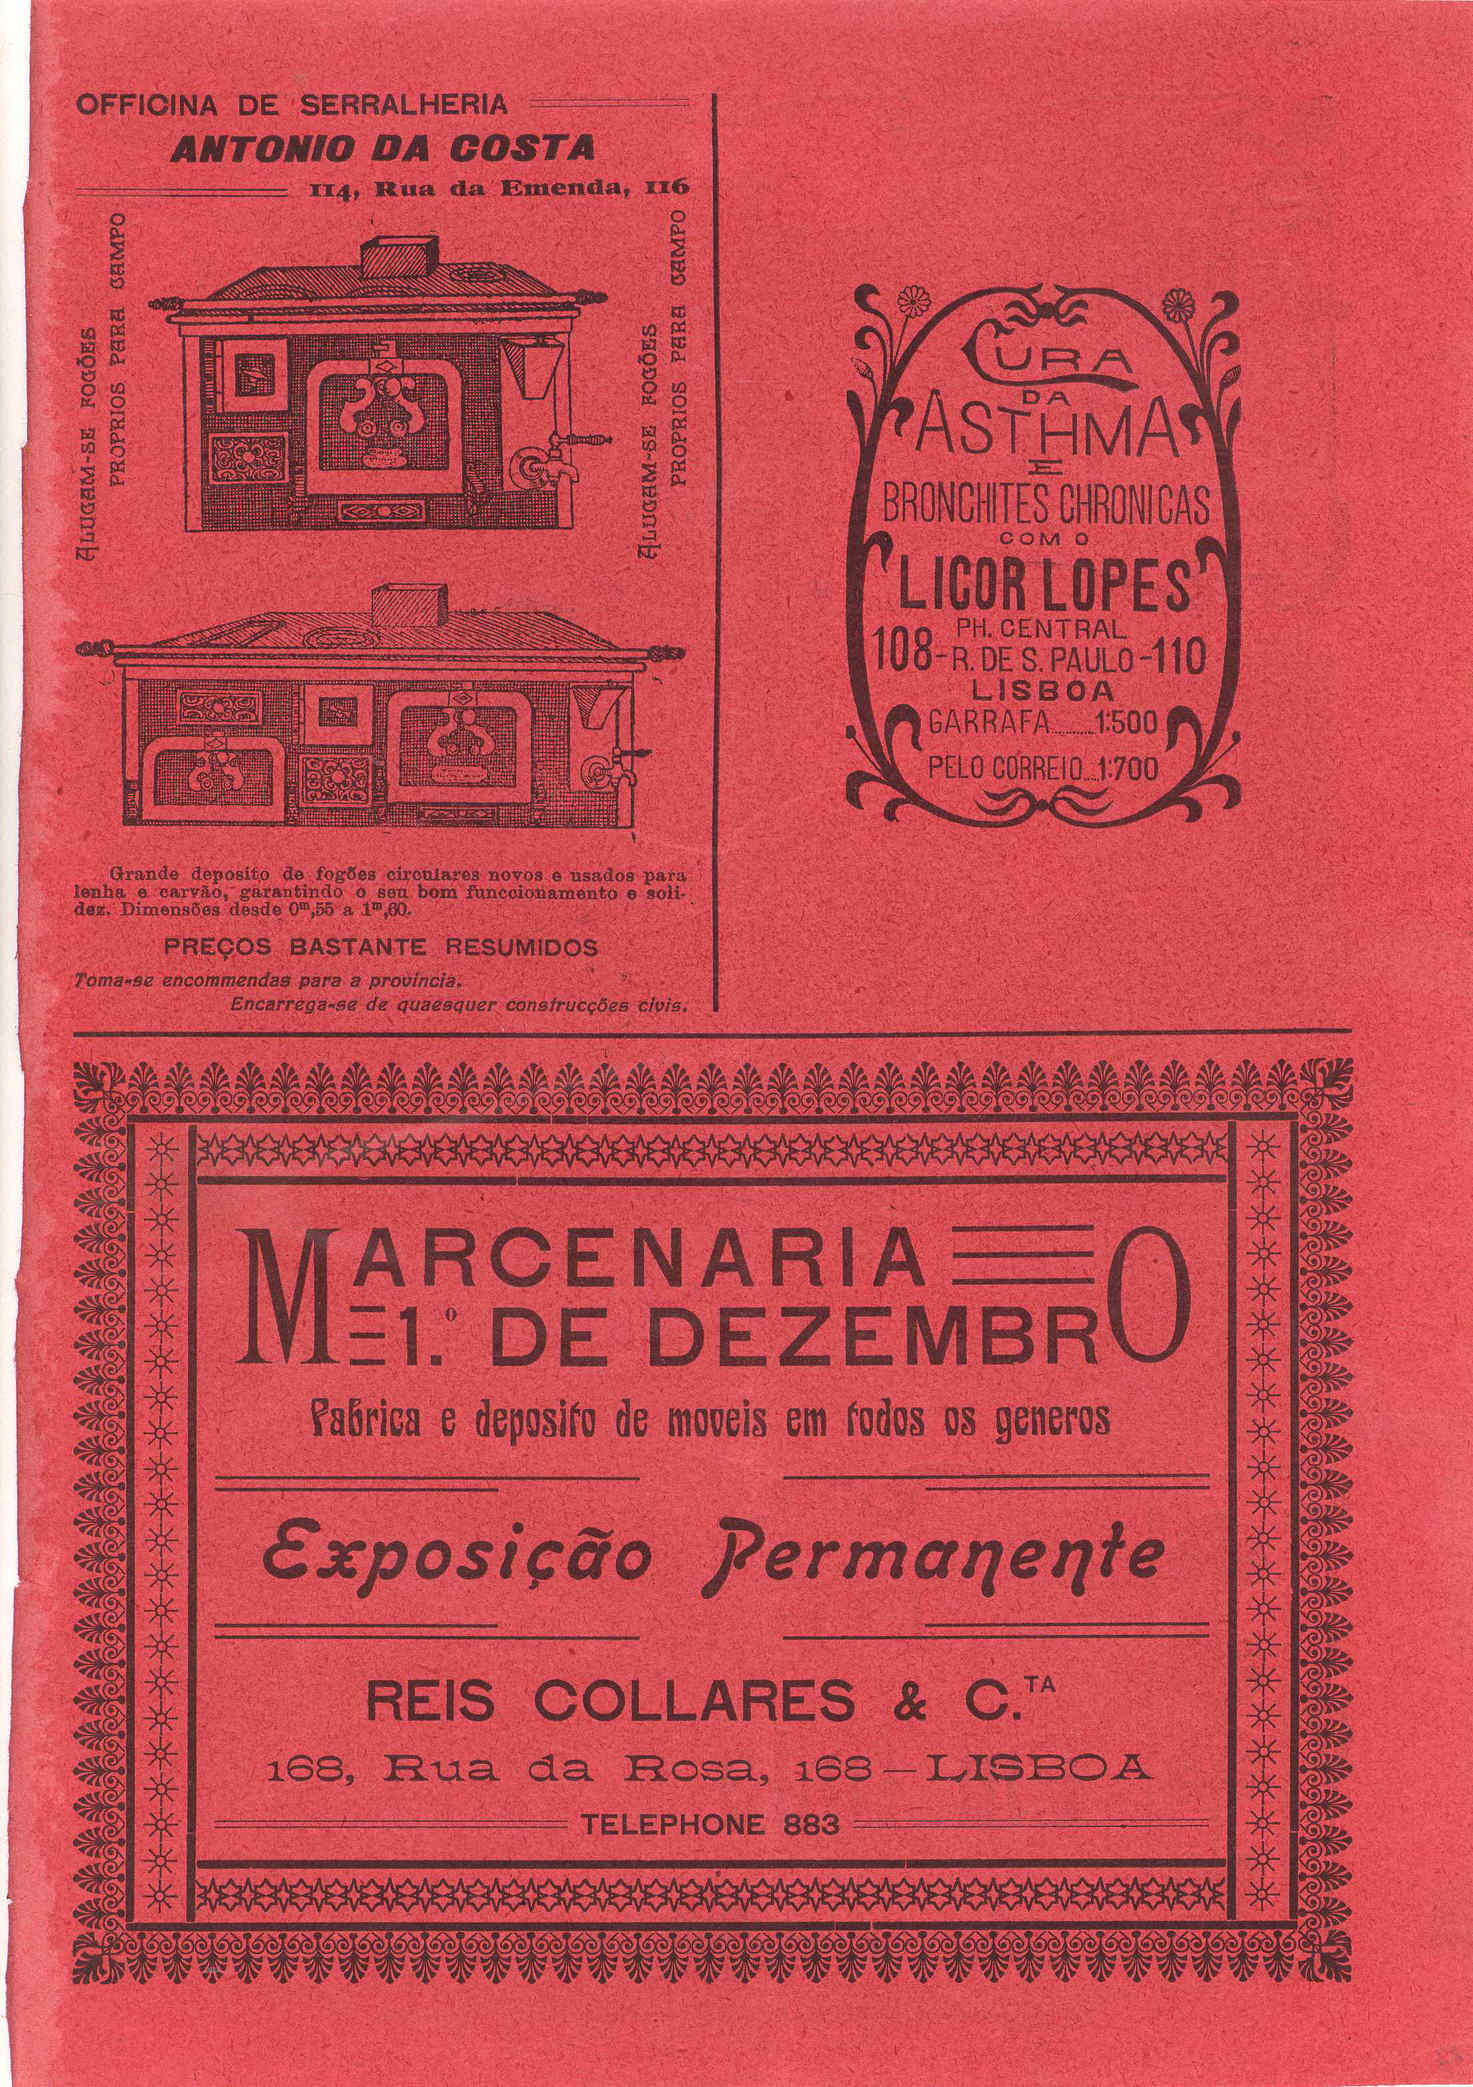 OFFICINA DE SERRALHERIA
ANTONIO DA COSTA
114, Rua da Emenda, 116
ALUGAM-SE FOGÕES
PROPRIOS PARA CAMPO
ALUGAM-SE FOGÕES
PROPRIOS PARA CAMPO
Grande deposito de fogões circulares novos e usados para
lenha e carvão, garantindo o seu bom funccionamento e soli-
dez. Dimensões desde 0m,55 a 1m,60.
PREÇOS BASTANTE RESUMIDOS
Toma-se encommendas para a provincia.
Encarrega-se de quaesquer construcções civis.
CURA
DA
ASTHMA
E
BRONCHITES CHRONICAS
COM O
LICOR LOPES
PH. CENTRAL
108-R. DE S. PAULO-110
LISBOA
GARRAFA............1:500
PELO CORREIO....1:700
MARCENARIA
1.º DE DEZEMBRO
Fabrica e deposito de moveis em todos os generos
Exposição Permanente
REIS COLLARES & C.TA
168, Rua da Rosa, 168—LISBOA
TELEPHONE 883